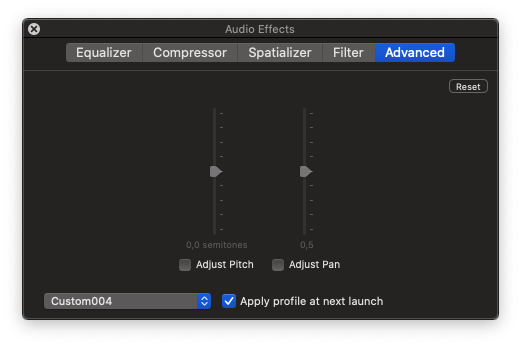 Audio Effects
Equalizer Compressor Spatializer Filter Advanced
Reset
0,0 semitones 0,5
Adjust Pitch Adjust Pan
Custom004 Apply profile at next launch